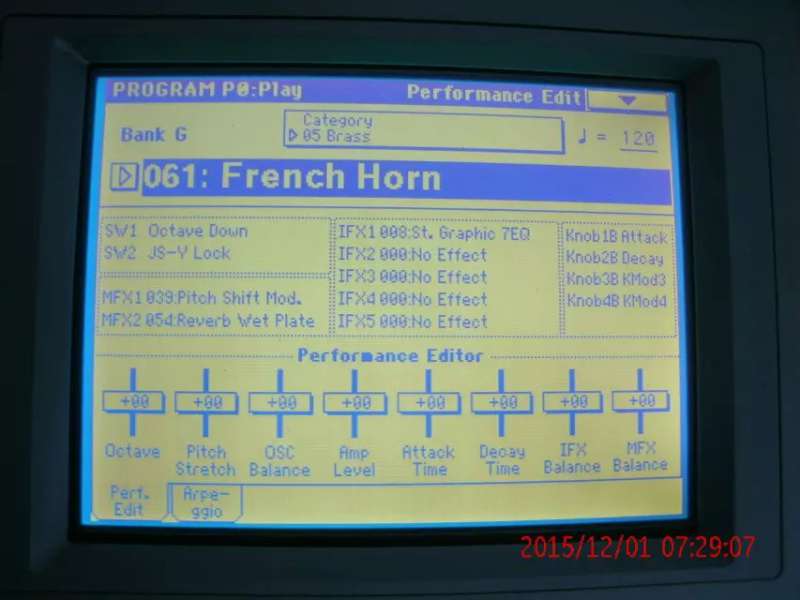 PROGRAM P0:Play
Performance Edit
Bank G
Category
05 Brass
♩ = 120
061: French Horn
SW1 Octave Down
SW2 JS-Y Lock
MFX1 039:Pitch Shift Mod.
MFX2 054:Reverb Wet Plate
IFX1 008:St. Graphic 7EQ
IFX2 000:No Effect
IFX3 000:No Effect
IFX4 000:No Effect
IFX5 000:No Effect
Knob1B Attack
Knob2B Decay
Knob3B KMod3
Knob4B KMod4
Performance Editor
+00 +00 +00 +00 +00 +00 +00 +00
Octave
Pitch
Stretch
OSC
Balance
Amp
Level
Attack
Time
Decay
Time
IFX
Balance
MFX
Balance
Perf.
Edit
Arpe-
ggio
2015/12/01 07:29:07